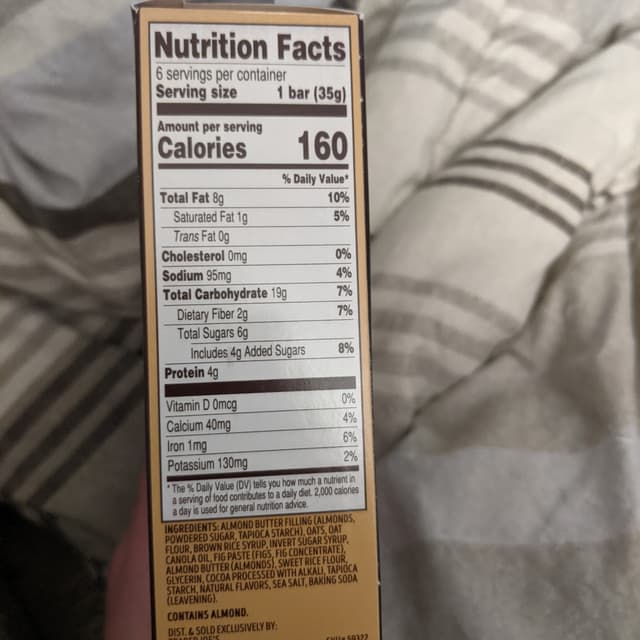 Nutrition Facts
6 servings per container
Serving size 1 bar (35g)
Amount per serving
Calories 160
% Daily Value*
Total Fat 8g 10%
Saturated Fat 1g 5%
Trans Fat 0g
Cholesterol 0mg 0%
Sodium 95mg 4%
Total Carbohydrate 19g 7%
Dietary Fiber 2g 7%
Total Sugars 6g
Includes 4g Added Sugars 8%
Protein 4g
Vitamin D 0mcg 0%
Calcium 40mg 4%
Iron 1mg 6%
Potassium 130mg 2%
* The % Daily Value (DV) tells you how much a nutrient in
a serving of food contributes to a daily diet. 2,000 calories
a day is used for general nutrition advice.
INGREDIENTS: ALMOND BUTTER FILLING (ALMONDS,
POWDERED SUGAR, TAPIOCA STARCH), OATS, OAT
FLOUR, BROWN RICE SYRUP, INVERT SUGAR SYRUP,
CANOLA OIL, FIG PASTE (FIGS, FIG CONCENTRATE),
ALMOND BUTTER (ALMONDS), SWEET RICE FLOUR,
GLYCERIN, COCOA PROCESSED WITH ALKALI, TAPIOCA
STARCH, NATURAL FLAVORS, SEA SALT, BAKING SODA
(LEAVENING).
CONTAINS ALMOND.
DIST. & SOLD EXCLUSIVELY BY:
TRADER JOE'S SKU# 59322